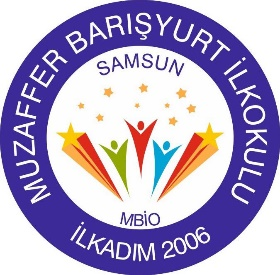 MUZAFFER BARIŞYURT İLKOKULU
SAMSUN
MBİO
İLKADIM 2006